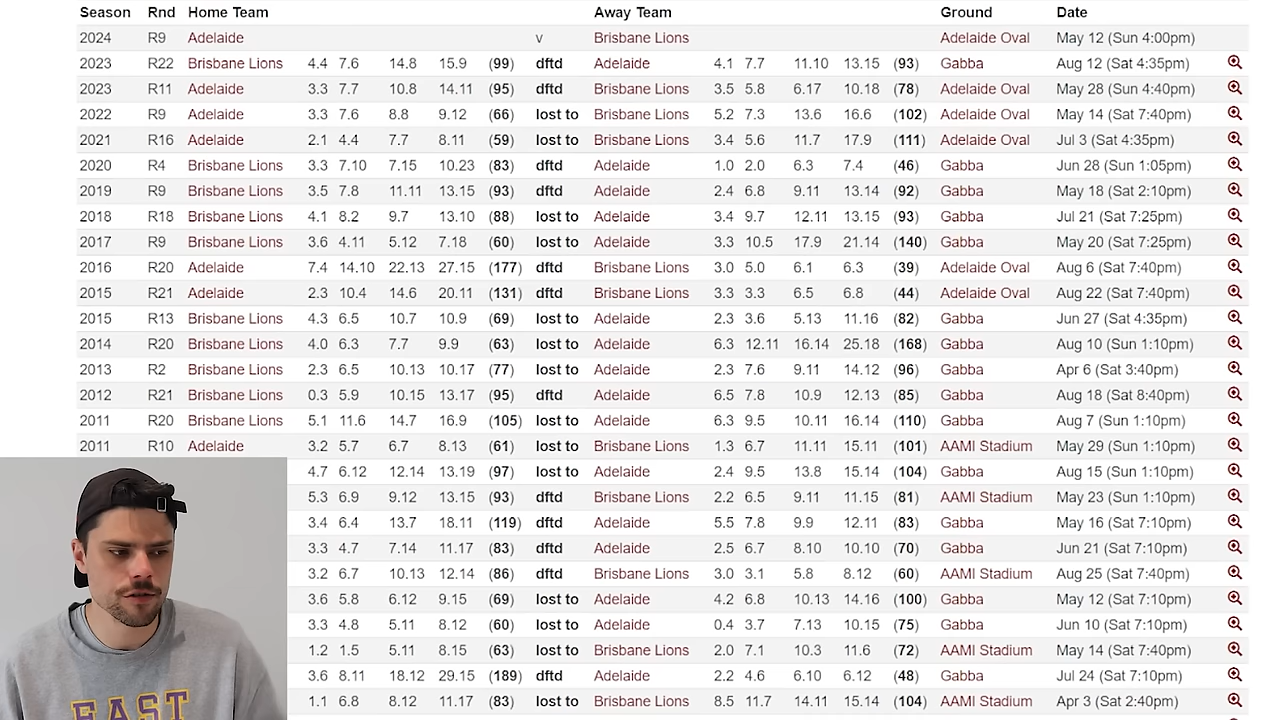 Season Rnd Home Team Away Team Ground Date
2024 R9 Adelaide v Brisbane Lions Adelaide Oval May 12 (Sun 4:00pm)
2023 R22 Brisbane Lions 4.4 7.6 14.8 15.9 (99) dftd Adelaide 4.1 7.7 11.10 13.15 (93) Gabba Aug 12 (Sat 4:35pm)
2023 R11 Adelaide 3.3 7.7 10.8 14.11 (95) dftd Brisbane Lions 3.5 5.8 6.17 10.18 (78) Adelaide Oval May 28 (Sun 4:40pm)
2022 R9 Adelaide 3.3 7.6 8.8 9.12 (66) lost to Brisbane Lions 5.2 7.3 13.6 16.6 (102) Adelaide Oval May 14 (Sat 7:40pm)
2021 R16 Adelaide 2.1 4.4 7.7 8.11 (59) lost to Brisbane Lions 3.4 5.6 11.7 17.9 (111) Adelaide Oval Jul 3 (Sat 4:35pm)
2020 R4 Brisbane Lions 3.3 7.10 7.15 10.23 (83) dftd Adelaide 1.0 2.0 6.3 7.4 (46) Gabba Jun 28 (Sun 1:05pm)
2019 R9 Brisbane Lions 3.5 7.8 11.11 13.15 (93) dftd Adelaide 2.4 6.8 9.11 13.14 (92) Gabba May 18 (Sat 2:10pm)
2018 R18 Brisbane Lions 4.1 8.2 9.7 13.10 (88) lost to Adelaide 3.4 9.7 12.11 13.15 (93) Gabba Jul 21 (Sat 7:25pm)
2017 R9 Brisbane Lions 3.6 4.11 5.12 7.18 (60) lost to Adelaide 3.3 10.5 17.9 21.14 (140) Gabba May 20 (Sat 7:25pm)
2016 R20 Adelaide 7.4 14.10 22.13 27.15 (177) dftd Brisbane Lions 3.0 5.0 6.1 6.3 (39) Adelaide Oval Aug 6 (Sat 7:40pm)
2015 R21 Adelaide 2.3 10.4 14.6 20.11 (131) dftd Brisbane Lions 3.3 3.3 6.5 6.8 (44) Adelaide Oval Aug 22 (Sat 7:40pm)
2015 R13 Brisbane Lions 4.3 6.5 10.7 10.9 (69) lost to Adelaide 2.3 3.6 5.13 11.16 (82) Gabba Jun 27 (Sat 4:35pm)
2014 R20 Brisbane Lions 4.0 6.3 7.7 9.9 (63) lost to Adelaide 6.3 12.11 16.14 25.18 (168) Gabba Aug 10 (Sun 1:10pm)
2013 R2 Brisbane Lions 2.3 6.5 10.13 10.17 (77) lost to Adelaide 2.3 7.6 9.11 14.12 (96) Gabba Apr 6 (Sat 3:40pm)
2012 R21 Brisbane Lions 0.3 5.9 10.15 13.17 (95) dftd Adelaide 6.5 7.8 10.9 12.13 (85) Gabba Aug 18 (Sat 8:40pm)
2011 R20 Brisbane Lions 5.1 11.6 14.7 16.9 (105) lost to Adelaide 6.3 9.5 10.11 16.14 (110) Gabba Aug 7 (Sun 1:10pm)
2011 R10 Adelaide 3.2 5.7 6.7 8.13 (61) lost to Brisbane Lions 1.3 6.7 11.11 15.11 (101) AAMI Stadium May 29 (Sun 1:10pm)
4.7 6.12 12.14 13.19 (97) lost to Adelaide 2.4 9.5 13.8 15.14 (104) Gabba Aug 15 (Sun 1:10pm)
5.3 6.9 9.12 13.15 (93) dftd Brisbane Lions 2.2 6.5 9.11 11.15 (81) AAMI Stadium May 23 (Sun 1:10pm)
3.4 6.4 13.7 18.11 (119) dftd Adelaide 5.5 7.8 9.9 12.11 (83) Gabba May 16 (Sat 7:10pm)
3.3 4.7 7.14 11.17 (83) dftd Adelaide 2.5 6.7 8.10 10.10 (70) Gabba Jun 21 (Sat 7:10pm)
3.2 6.7 10.13 12.14 (86) dftd Brisbane Lions 3.0 3.1 5.8 8.12 (60) AAMI Stadium Aug 25 (Sat 7:40pm)
3.6 5.8 6.12 9.15 (69) lost to Adelaide 4.2 6.8 10.13 14.16 (100) Gabba May 12 (Sat 7:10pm)
3.3 4.8 5.11 8.12 (60) lost to Adelaide 0.4 3.7 7.13 10.15 (75) Gabba Jun 10 (Sat 7:10pm)
1.2 1.5 5.11 8.15 (63) lost to Brisbane Lions 2.0 7.1 10.3 11.6 (72) AAMI Stadium May 14 (Sat 7:40pm)
3.6 8.11 18.12 29.15 (189) dftd Adelaide 2.2 4.6 6.10 6.12 (48) Gabba Jul 24 (Sat 7:10pm)
1.1 6.8 8.12 11.17 (83) lost to Brisbane Lions 8.5 11.7 14.11 15.14 (104) AAMI Stadium Apr 3 (Sat 2:40pm)
EAST